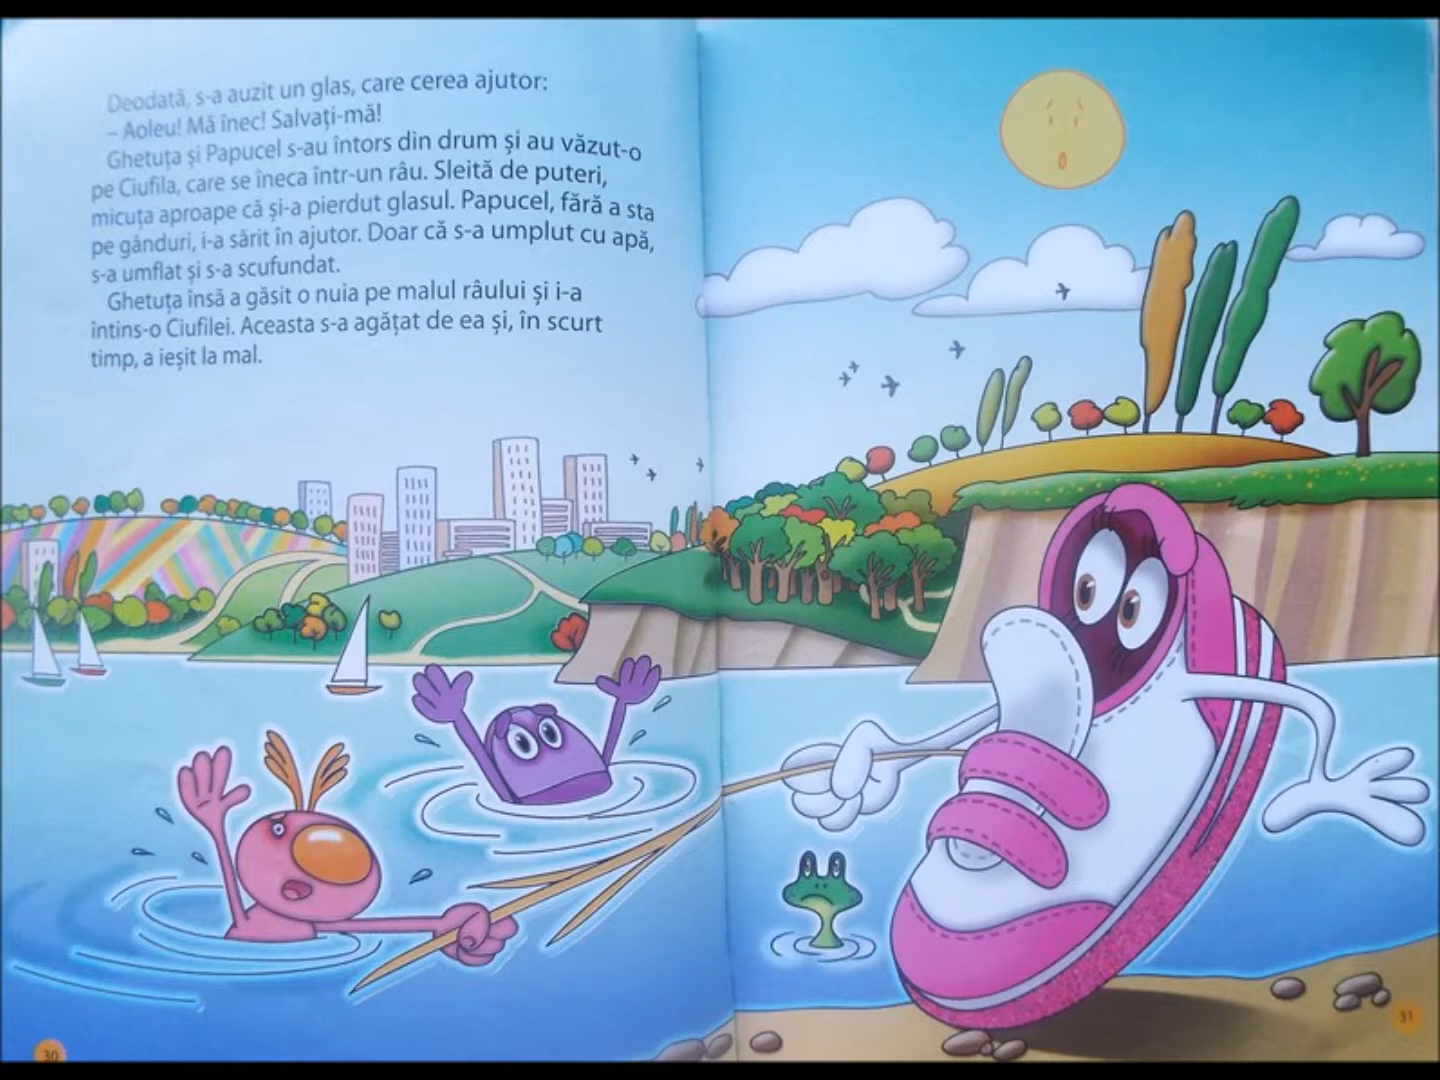 Deodată, s-a auzit un glas, care cerea ajutor:
– Aoleu! Mă înec! Salvați-mă!
Ghetuța și Papucel s-au întors din drum și au văzut-o
pe Ciufila, care se îneca într-un râu. Sleită de puteri,
micuța aproape că și-a pierdut glasul. Papucel, fără a sta
pe gânduri, i-a sărit în ajutor. Doar că s-a umplut cu apă,
s-a umflat și s-a scufundat.
Ghetuța însă a găsit o nuia pe malul râului și i-a
întins-o Ciufilei. Aceasta s-a agățat de ea și, în scurt
timp, a ieșit la mal.
30
31